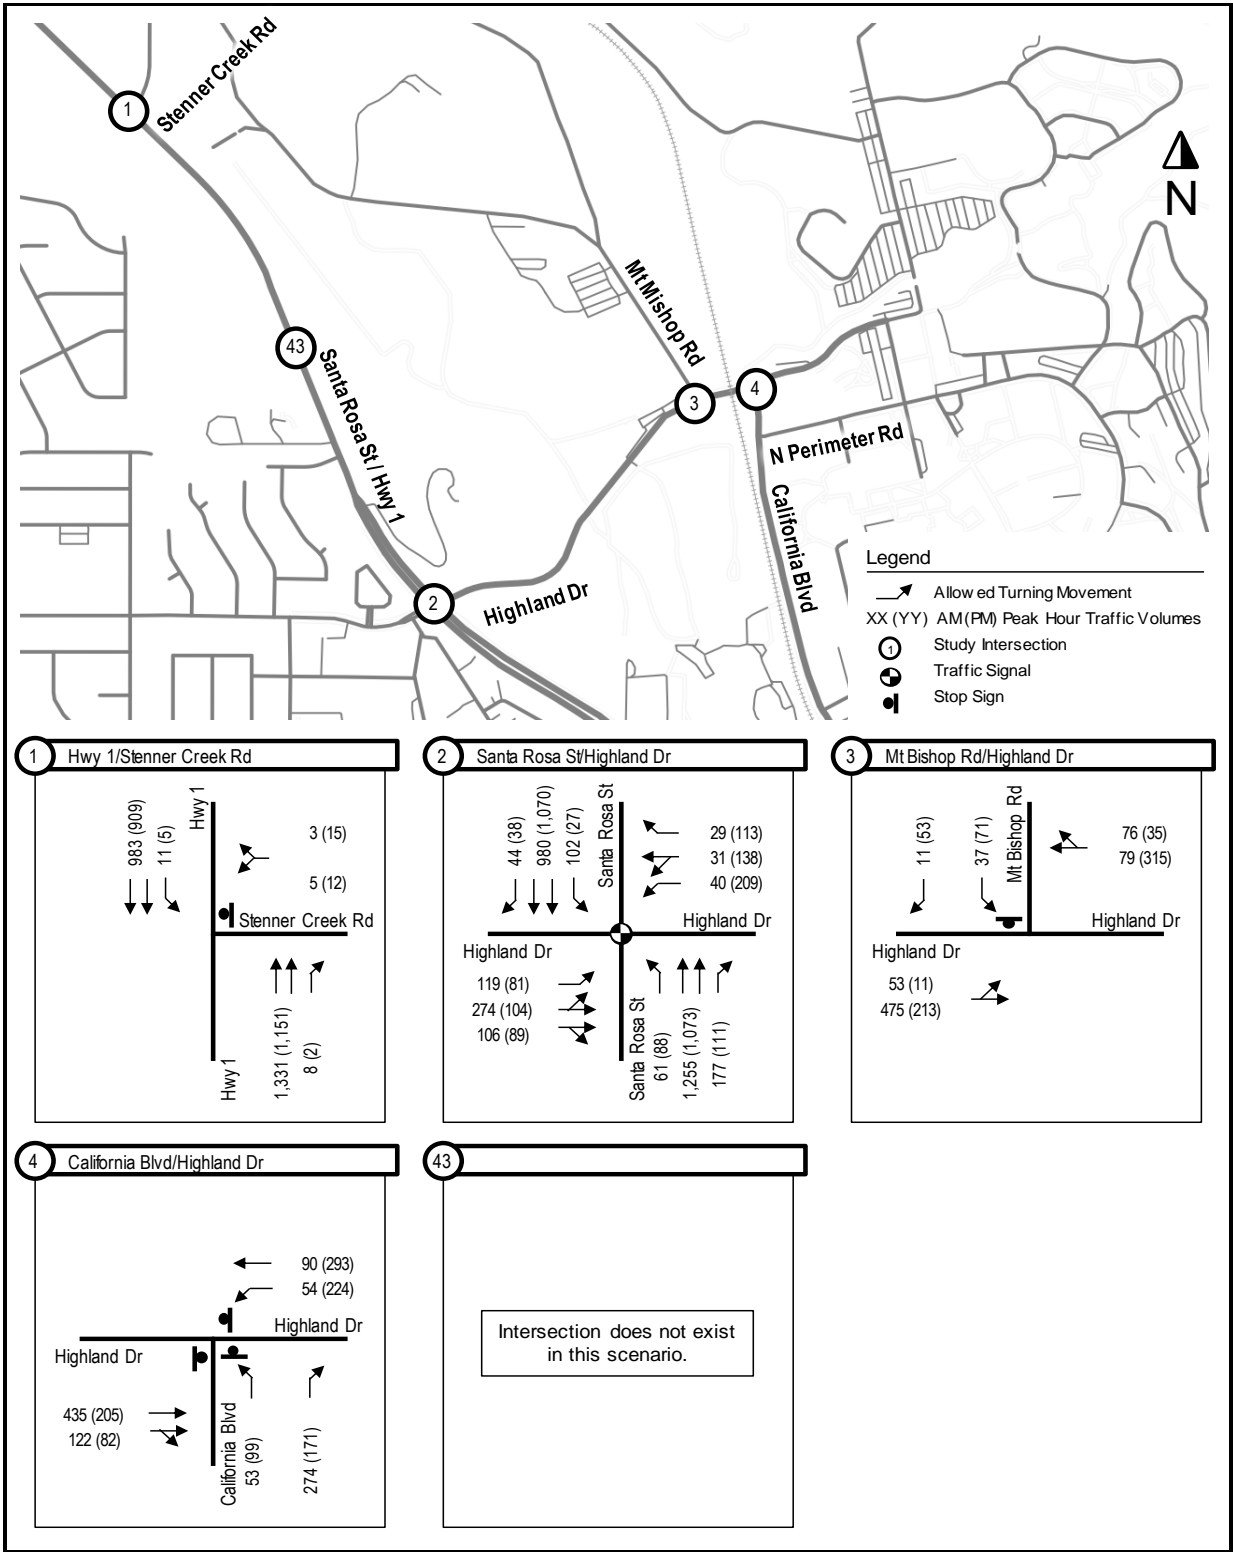 Stenner Creek Rd
1
N
Mt Mishop Rd
43
Santa Rosa St / Hwy 1
3
4
N Perimeter Rd
California Blvd
2
Highland Dr
Legend
Allowed Turning Movement
XX (YY) AM(PM) Peak Hour Traffic Volumes
1 Study Intersection
Traffic Signal
Stop Sign
1 Hwy 1/Stenner Creek Rd
983 (909)
11 (5)
Hwy 1
3 (15)
5 (12)
Stenner Creek Rd
Hwy 1
1,331 (1,151)
8 (2)
2 Santa Rosa St/Highland Dr
44 (38)
980 (1,070)
102 (27)
Santa Rosa St
29 (113)
31 (138)
40 (209)
Highland Dr
Highland Dr
119 (81)
274 (104)
106 (89)
Santa Rosa St
61 (88)
1,255 (1,073)
177 (111)
3 Mt Bishop Rd/Highland Dr
11 (53)
37 (71)
Mt Bishop Rd
76 (35)
79 (315)
Highland Dr
Highland Dr
53 (11)
475 (213)
4 California Blvd/Highland Dr
90 (293)
54 (224)
Highland Dr
Highland Dr
435 (205)
122 (82)
California Blvd
53 (99)
274 (171)
43
Intersection does not exist
in this scenario.